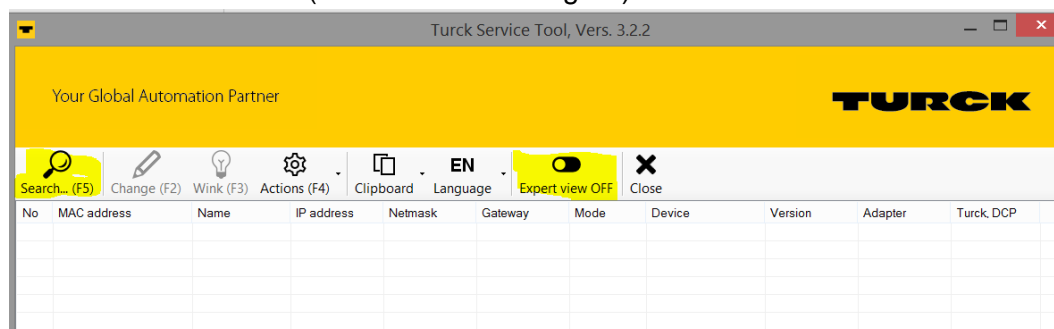 Turck Service Tool, Vers. 3.2.2
Your Global Automation Partner
TURCK
Search... (F5) Change (F2) Wink (F3) Actions (F4) Clipboard EN Language Expert view OFF Close
No MAC address Name IP address Netmask Gateway Mode Device Version Adapter Turck, DCP